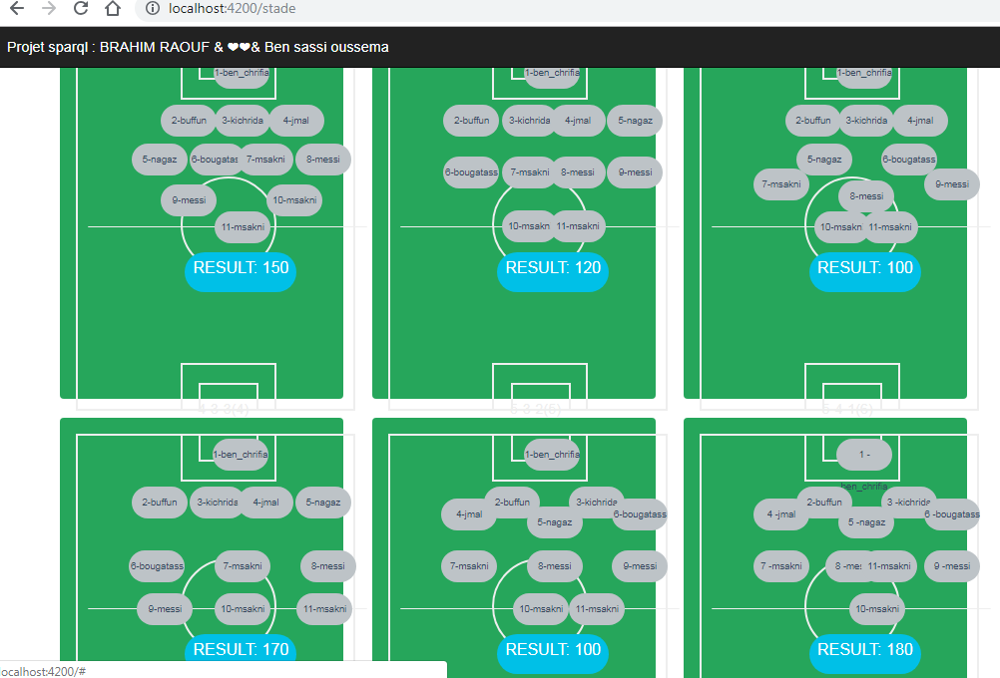 localhost:4200/stade
Projet sparql : BRAHIM RAOUF & ❤❤& Ben sassi oussema
1-ben_chrifia
2-buffun 3-kichrida 4-jmal
5-nagaz 6-bougatass 7-msakni 8-messi
9-messi 10-msakni
11-msakni
RESULT: 150
4-3-3(4)
1-ben_chrifia
2-buffun 3-kichrida 4-jmal 5-nagaz
6-bougatass 7-msakni 8-messi 9-messi
10-msakn 11-msakni
RESULT: 120
5-3-2(5)
1-ben_chrifia
2-buffun 3-kichrida 4-jmal
5-nagaz 6-bougatass
7-msakni 9-messi
8-messi
10-msakn 11-msakni
RESULT: 100
5-4-1(6)
1-ben_chrifia
2-buffun 3-kichrida 4-jmal 5-nagaz
6-bougatass 7-msakni 8-messi
9-messi 10-msakni 11-msakni
RESULT: 170
1-ben_chrifia
2-buffun 3-kichrida
4-jmal 5-nagaz 6-bougatass
7-msakni 8-messi 9-messi
10-msakni 11-msakni
RESULT: 100
1 -
ben_chrifia
2-buffun 3 -kichrida
4 -jmal 5 -nagaz 6 -bougatass
7 -msakni 8 -mes 11-msakni 9 -messi
10-msakni
RESULT: 180
localhost:4200/#